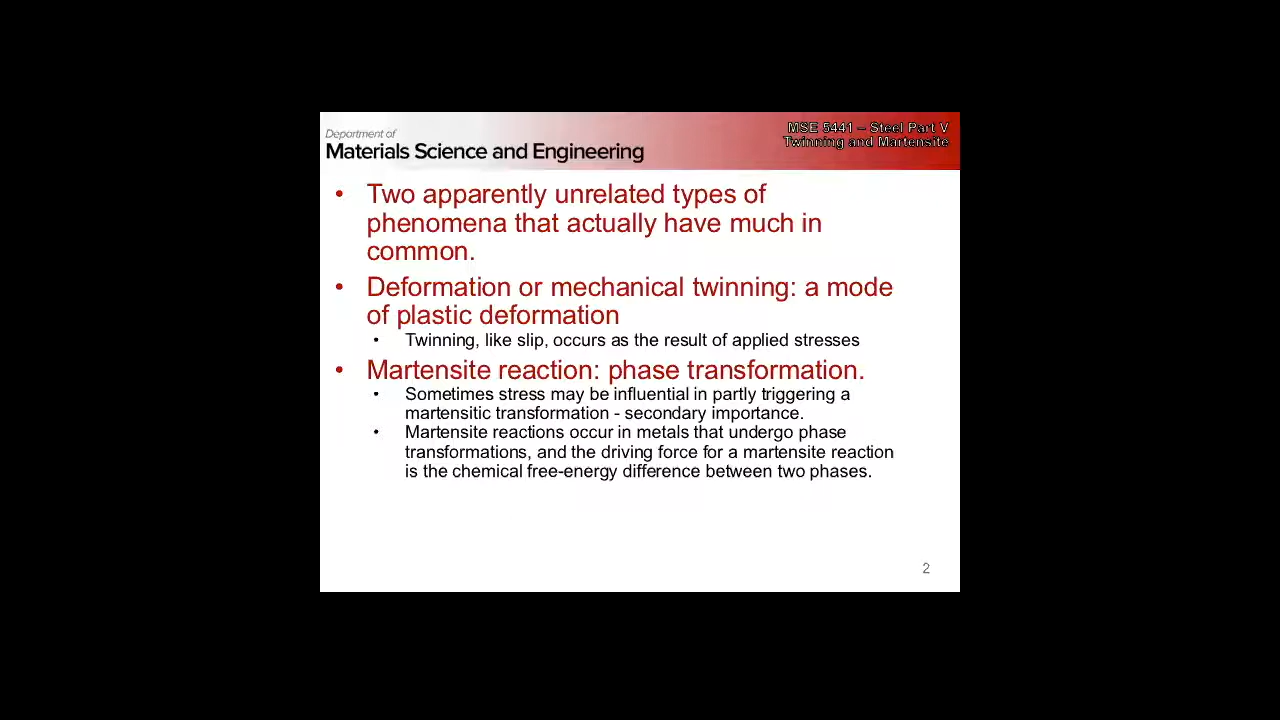 Department of
Materials Science and Engineering
MSE 5441 – Steel Part V
Twinning and Martensite
• Two apparently unrelated types of
phenomena that actually have much in
common.
• Deformation or mechanical twinning: a mode
of plastic deformation
• Twinning, like slip, occurs as the result of applied stresses
• Martensite reaction: phase transformation.
• Sometimes stress may be influential in partly triggering a
martensitic transformation - secondary importance.
• Martensite reactions occur in metals that undergo phase
transformations, and the driving force for a martensite reaction
is the chemical free-energy difference between two phases.
2